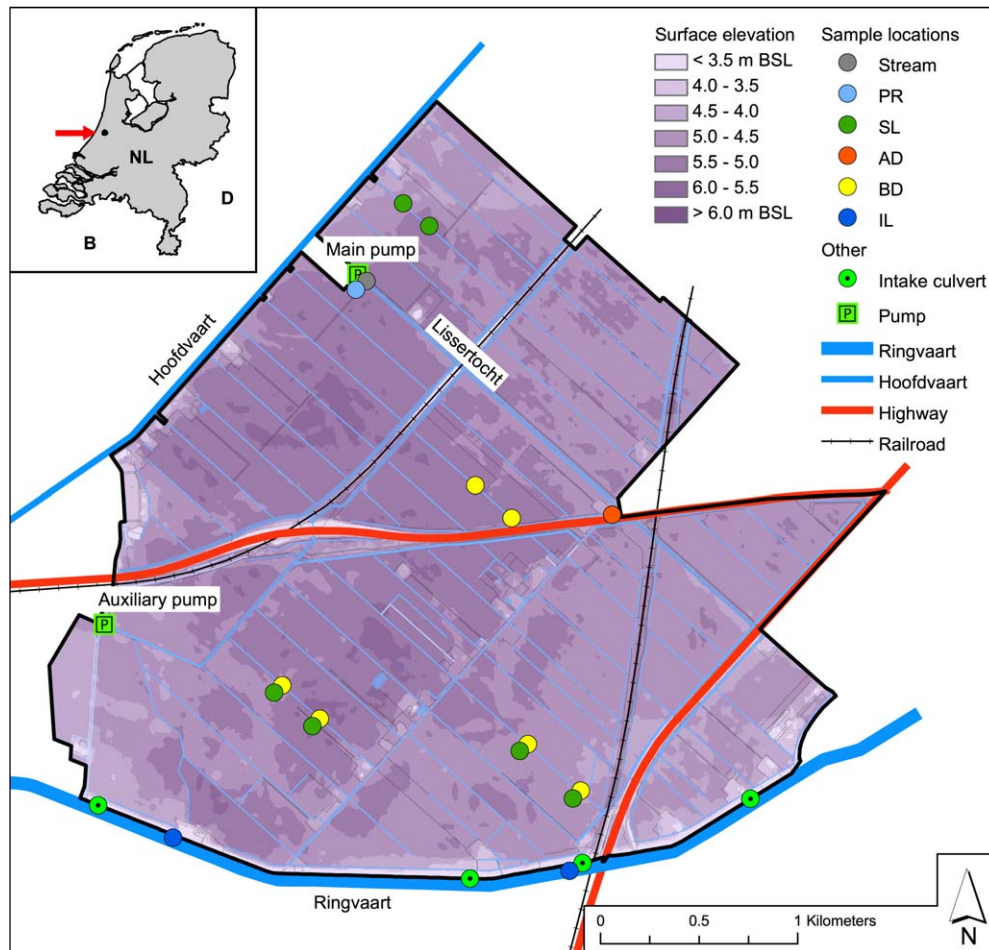 NL
D
B
Surface elevation
< 3.5 m BSL
4.0 - 3.5
4.5 - 4.0
5.0 - 4.5
5.5 - 5.0
6.0 - 5.5
> 6.0 m BSL
Sample locations
Stream
PR
SL
AD
BD
IL
Other
Intake culvert
P
Pump
Ringvaart
Hoofdvaart
Highway
Railroad
Main pump
P
Hoofdvaart
Lissertocht
Auxiliary pump
P
Ringvaart
0 0.5 1 Kilometers
N